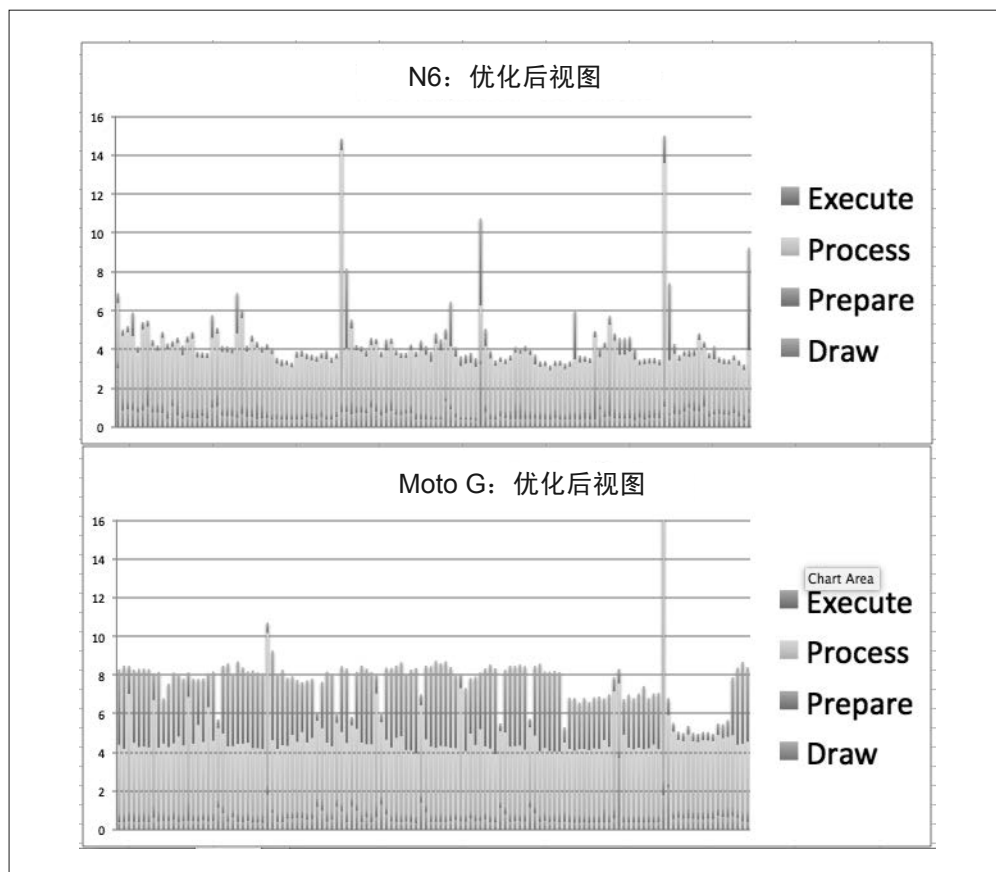 N6：优化后视图
16
14
12
10
8
6
4
2
0
Execute
Process
Prepare
Draw
Moto G：优化后视图
16
14
12
10
8
6
4
2
0
Chart Area
Execute
Process
Prepare
Draw